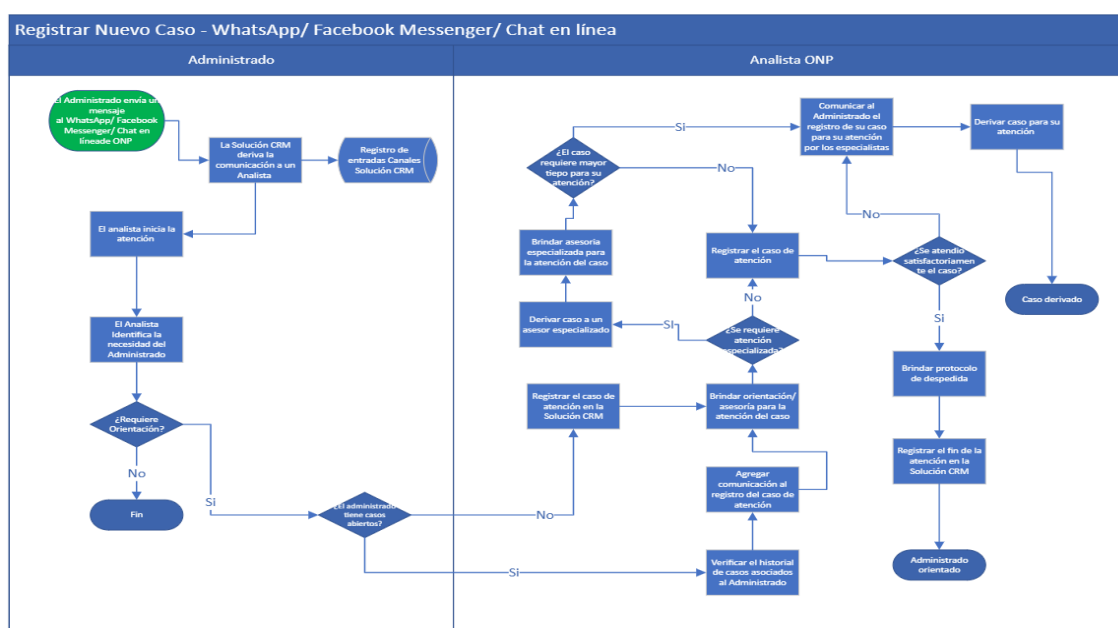 Registrar Nuevo Caso - WhatsApp/ Facebook Messenger/ Chat en línea
Administrado
Analista ONP
El Administrado envía un
mensaje
al WhatsApp/ Facebook
Messenger/ Chat en
líneade ONP
La Solución CRM
deriva la
comunicación a un
Analista
Registro de
entradas Canales
Solución CRM
El analista inicia la
atención
El Analista
Identifica la
necesidad del
Administrado
¿Requiere
Orientación?
No
Fin
Si
¿El administrado
tiene casos
abiertos?
No
Si
Registrar el caso de
atención en la
Solución CRM
Verificar el historial
de casos asociados
al Administrado
Agregar
comunicación al
registro del caso de
atención
Brindar orientación/
asesoría para la
atención del caso
¿Se requiere
atención
especializada?
SI
No
Derivar caso a un
asesor especializado
Brindar asesoría
especializada para
la atención del caso
¿El caso
requiere mayor
tiepo para su
atención?
Si
No
Registrar el caso de
atención
¿Se atendio
satisfactoriamen
te el caso?
No
Si
Comunicar al
Administrado el
registro de su caso
para su atención
por los especialistas
Derivar caso para su
atención
Caso derivado
Brindar protocolo
de despedida
Registrar el fin de la
atención en la
Solución CRM
Administrado
orientado